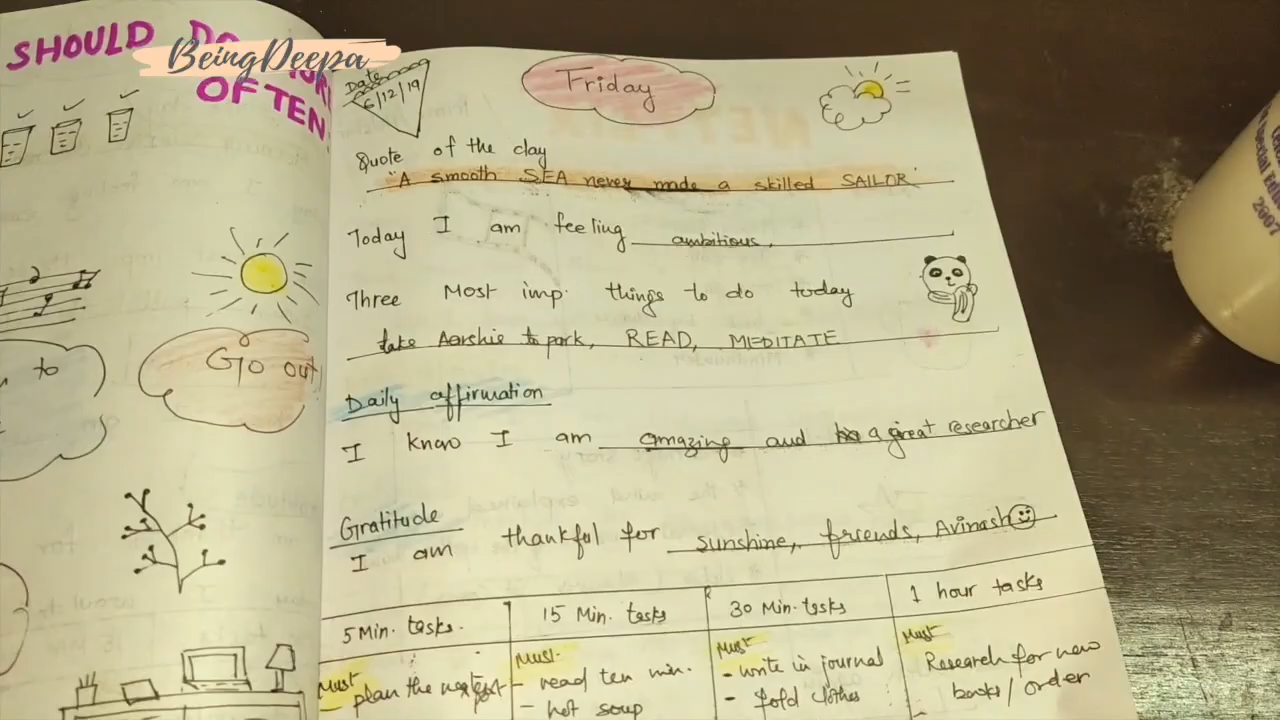 SHOULD DO
OF TEN
BeingDeepa
to
Go out
Date
6/12/19
Friday
Quote of the day
"A smooth SEA never made a skilled SAILOR"
Today I am feeling ambitious.
Three Most imp. things to do today
take Aarshie to park, READ, MEDITATE
Daily affirmation
I know I am amazing and a great researcher
Gratitude
I am thankful for sunshine, friends, Avinash
5 Min. tasks. 15 Min. tasks 30 Min. tasks 1 hour tasks
Must
plan the
Must
- read ten min.
- hot soup
Must
- write in journal
- fold clothes
Must
Research for new
books/order
Special
2007